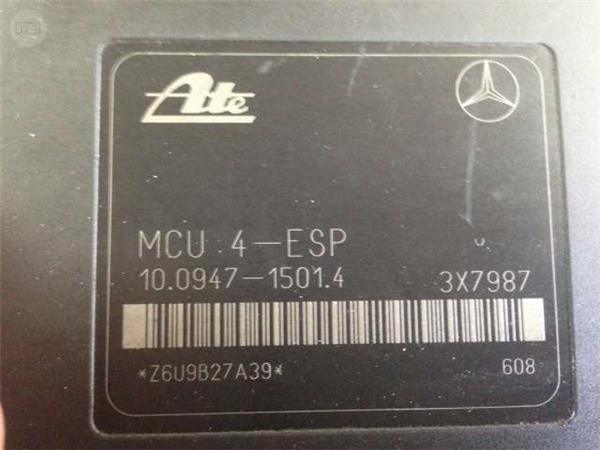 Ate
MCU 4-ESP
10.0947-1501.4 3X7987
*Z6U9B27A39* 608